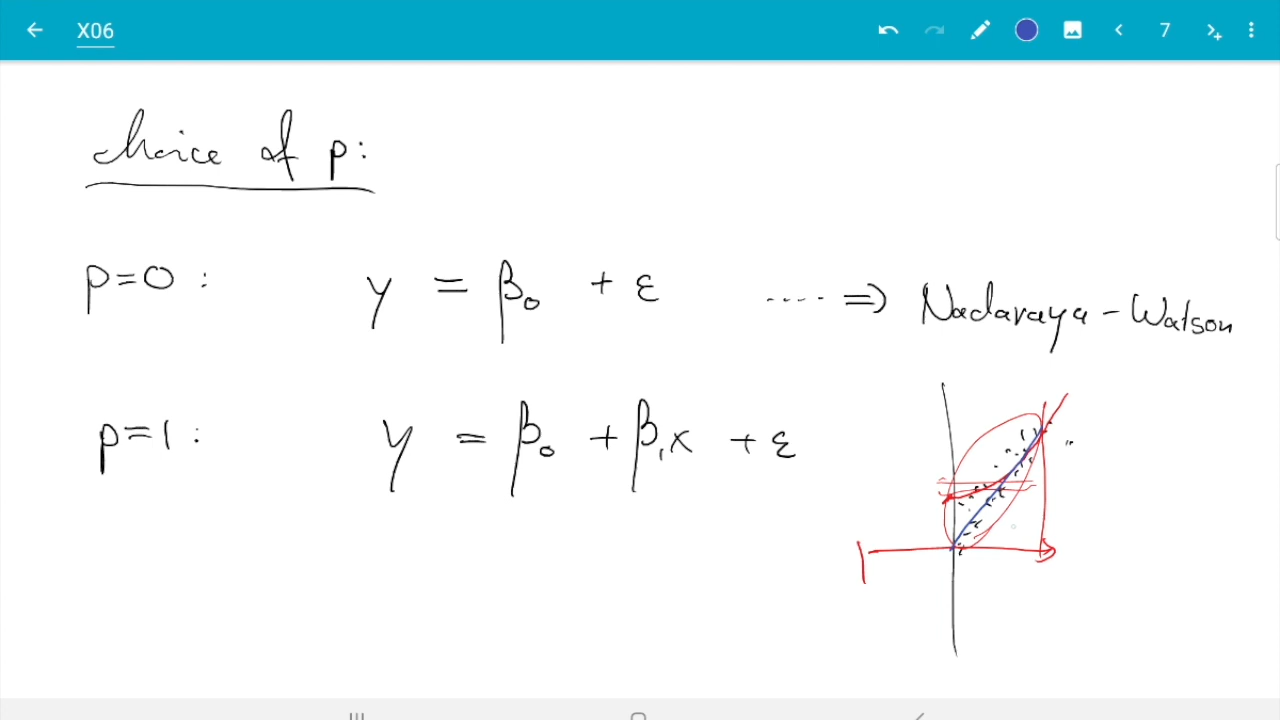 X06
7
choice of p:
p=0 : y = β₀ + ε ···· ⇒ Nadaraya - Watson
p=1 : y = β₀ + β₁x + ε